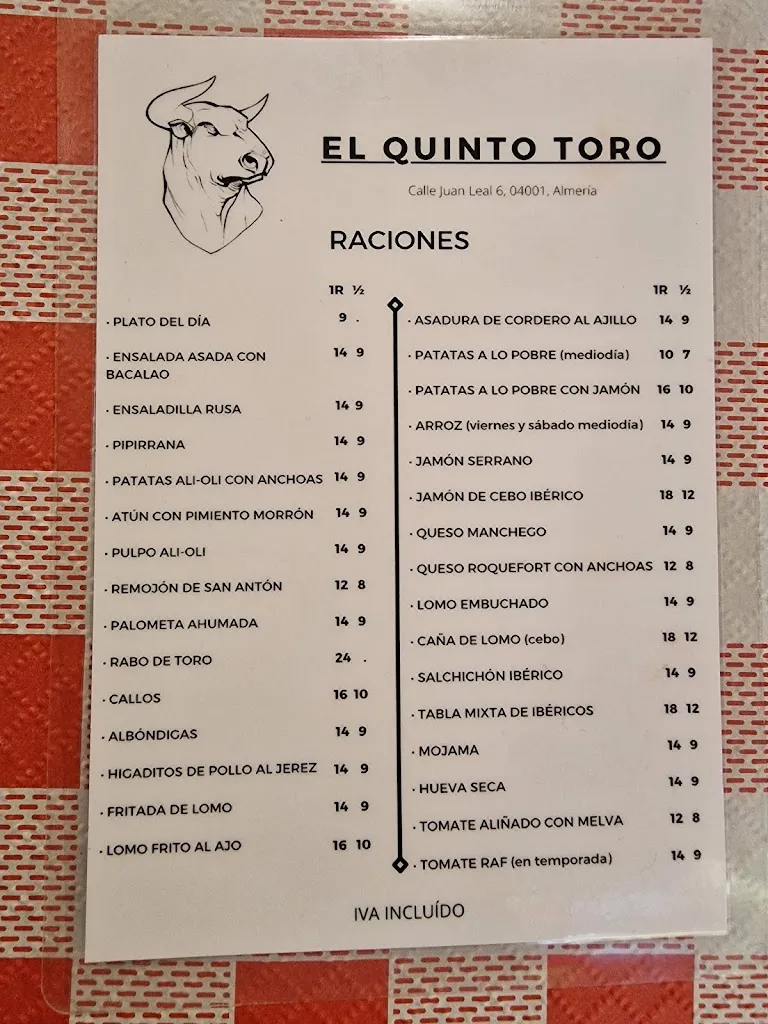 EL QUINTO TORO
Calle Juan Leal 6, 04001, Almería
RACIONES
1R ½
· PLATO DEL DÍA 9 .
· ENSALADA ASADA CON 14 9
BACALAO
· ENSALADILLA RUSA 14 9
· PIPIRRANA 14 9
· PATATAS ALI-OLI CON ANCHOAS 14 9
· ATÚN CON PIMIENTO MORRÓN 14 9
· PULPO ALI-OLI 14 9
· REMOJÓN DE SAN ANTÓN 12 8
· PALOMETA AHUMADA 14 9
· RABO DE TORO 24 .
· CALLOS 16 10
· ALBÓNDIGAS 14 9
· HIGADITOS DE POLLO AL JEREZ 14 9
· FRITADA DE LOMO 14 9
· LOMO FRITO AL AJO 16 10
1R ½
· ASADURA DE CORDERO AL AJILLO 14 9
· PATATAS A LO POBRE (mediodía) 10 7
· PATATAS A LO POBRE CON JAMÓN 16 10
· ARROZ (viernes y sábado mediodía) 14 9
· JAMÓN SERRANO 14 9
· JAMÓN DE CEBO IBÉRICO 18 12
· QUESO MANCHEGO 14 9
· QUESO ROQUEFORT CON ANCHOAS 12 8
· LOMO EMBUCHADO 14 9
· CAÑA DE LOMO (cebo) 18 12
· SALCHICHÓN IBÉRICO 14 9
· TABLA MIXTA DE IBÉRICOS 18 12
· MOJAMA 14 9
· HUEVA SECA 14 9
· TOMATE ALIÑADO CON MELVA 12 8
· TOMATE RAF (en temporada) 14 9
IVA INCLUÍDO